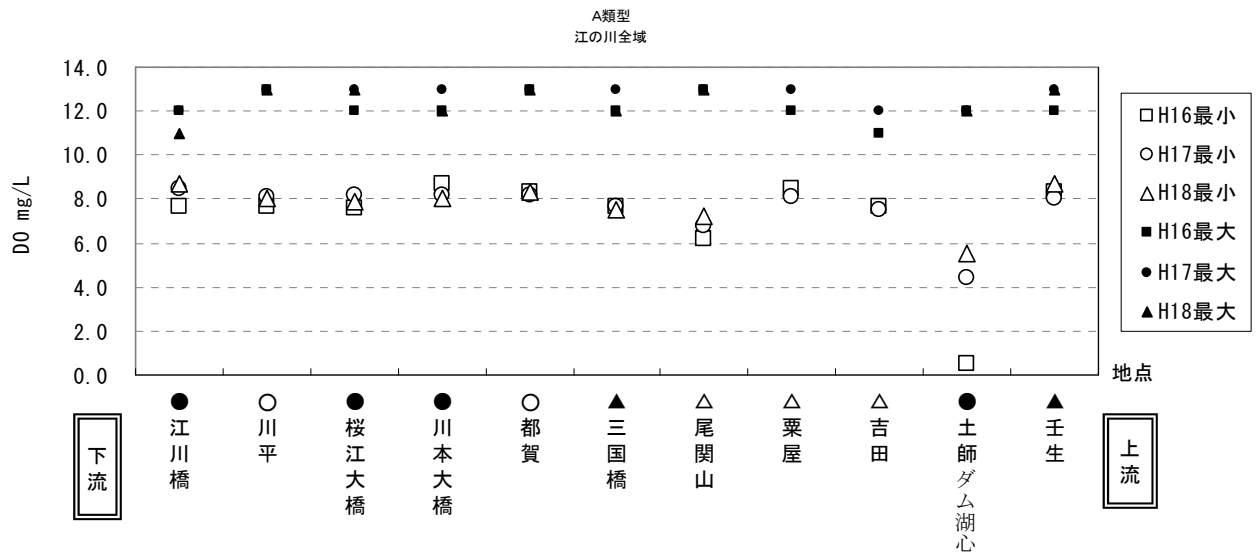 A類型
江の川全域
DO mg/L
14.0
12.0
10.0
8.0
6.0
4.0
2.0
0.0
□H16最小
○H17最小
△H18最小
■H16最大
●H17最大
▲H18最大
地点
下流
●江川橋
○川平
●桜江大橋
●川本大橋
○都賀
▲三国橋
△尾関山
△粟屋
△吉田
●土師ダム湖心
▲壬生
上流